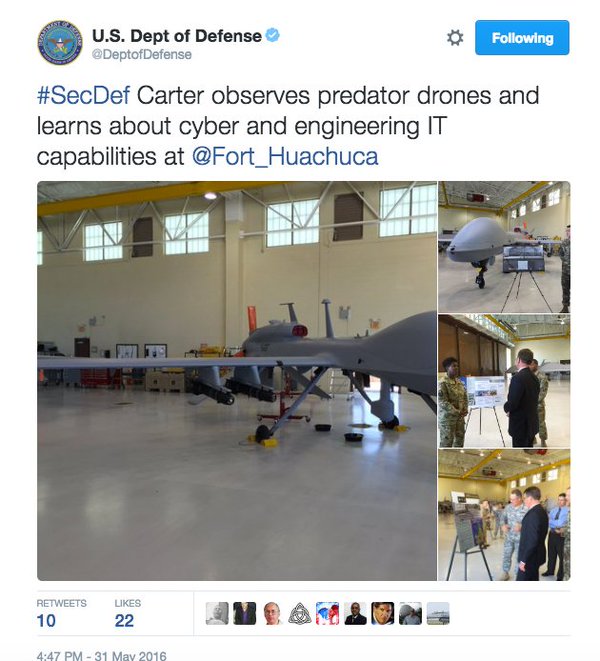 U.S. Dept of Defense
@DeptofDefense
Following
#SecDef Carter observes predator drones and
learns about cyber and engineering IT
capabilities at @Fort_Huachuca
RETWEETS
LIKES
10
22
4:47 PM - 31 May 2016